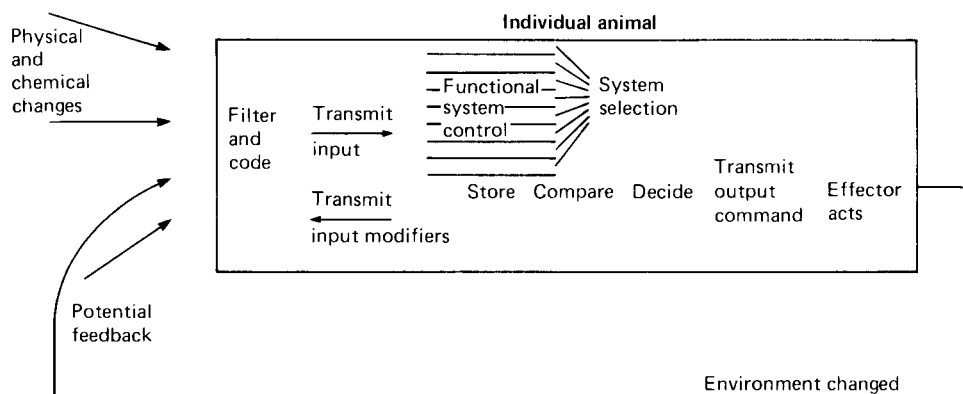 Individual animal
Physical
and
chemical
changes
Filter
and
code
Transmit
input
Functional
system
control
System
selection
Transmit
input modifiers
Store Compare Decide
Transmit
output
command
Effector
acts
Potential
feedback
Environment changed